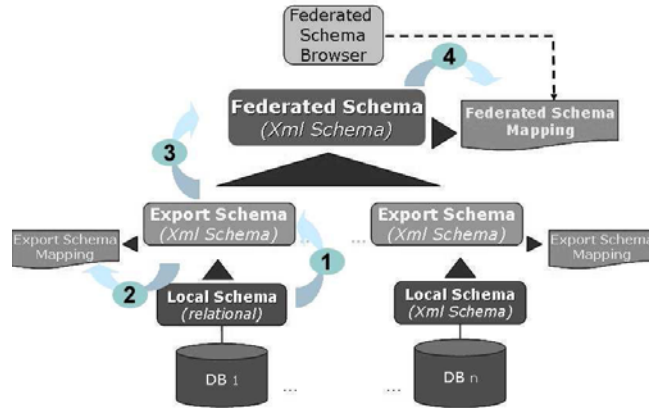 Federated
Schema
Browser
4
Federated Schema
(Xml Schema)
Federated Schema
Mapping
3
Export Schema
(Xml Schema)
Export Schema
(Xml Schema)
... ...
Export Schema
Mapping
1
Export Schema
Mapping
2
Local Schema
(relational)
Local Schema
(Xml Schema)
DB 1
DB n
... ...